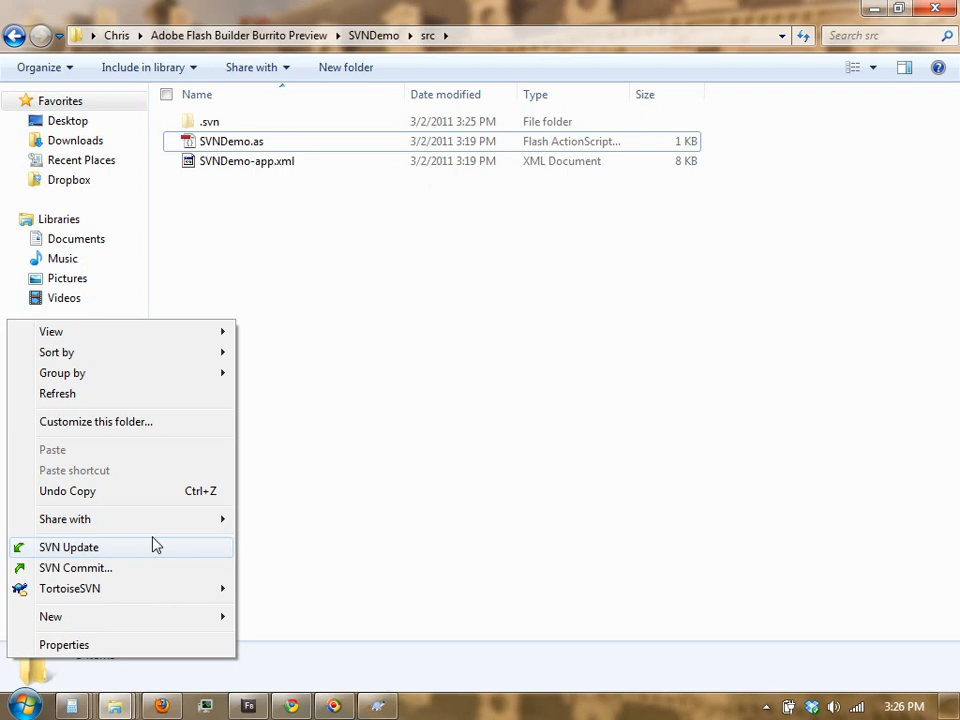 Chris
Adobe Flash Builder Burrito Preview
SVNDemo
src
Search src
Organize
Include in library
Share with
New folder
Favorites
Desktop
Downloads
Recent Places
Dropbox
Libraries
Documents
Music
Pictures
Videos
Name Date modified Type Size
.svn 3/2/2011 3:25 PM File folder
SVNDemo.as 3/2/2011 3:19 PM Flash ActionScript... 1 KB
SVNDemo-app.xml 3/2/2011 3:19 PM XML Document 8 KB
View
Sort by
Group by
Refresh
Customize this folder...
Paste
Paste shortcut
Undo Copy Ctrl+Z
Share with
SVN Update
SVN Commit...
TortoiseSVN
New
Properties
Fs
3:26 PM